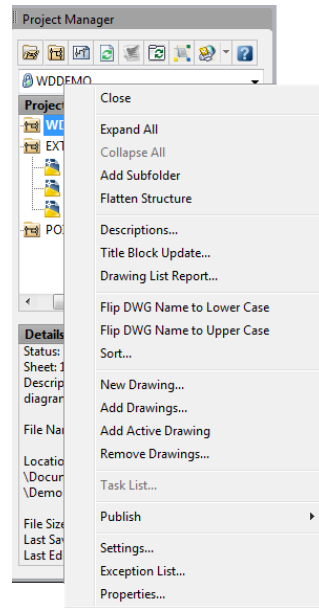 Project Manager
WDDEMO
Close
Expand All
Collapse All
Add Subfolder
Flatten Structure
Descriptions...
Title Block Update...
Drawing List Report...
Flip DWG Name to Lower Case
Flip DWG Name to Upper Case
Sort...
New Drawing...
Add Drawings...
Add Active Drawing
Remove Drawings...
Task List...
Publish
Settings...
Exception List...
Properties...
Project
WD
EXT
PO
Details
Status:
Sheet: 1
Descrip
diagran
File Nar
Locatio
\Docur
\Demo
File Size
Last Sav
Last Ed